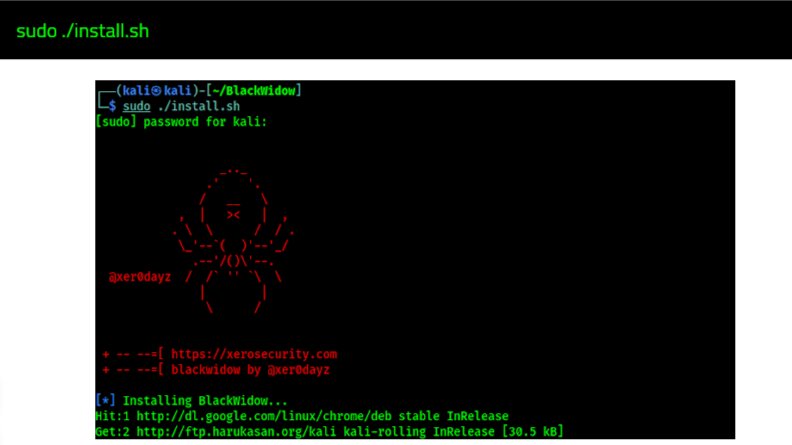 sudo ./install.sh
┌──(kali㉿kali)-[~/BlackWidow]
└─$ sudo ./install.sh
[sudo] password for kali:
@xer0dayz
+ -- --=[ https://xerosecurity.com
+ -- --=[ blackwidow by @xer0dayz
[*] Installing BlackWidow...
Hit:1 http://dl.google.com/linux/chrome/deb stable InRelease
Get:2 http://ftp.harukasan.org/kali kali-rolling InRelease [30.5 kB]